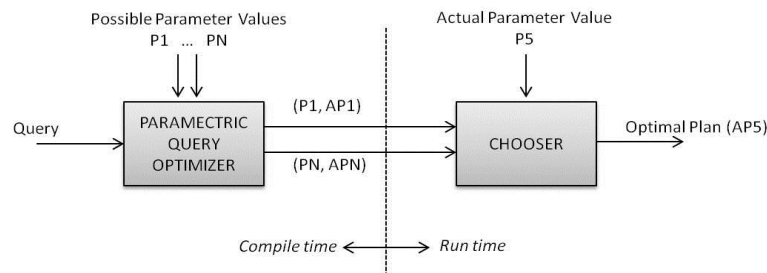 Possible Parameter Values
P1 ... PN
Actual Parameter Value
P5
Query
PARAMECTRIC
QUERY
OPTIMIZER
(P1, AP1)
(PN, APN)
CHOOSER
Optimal Plan (AP5)
Compile time
Run time